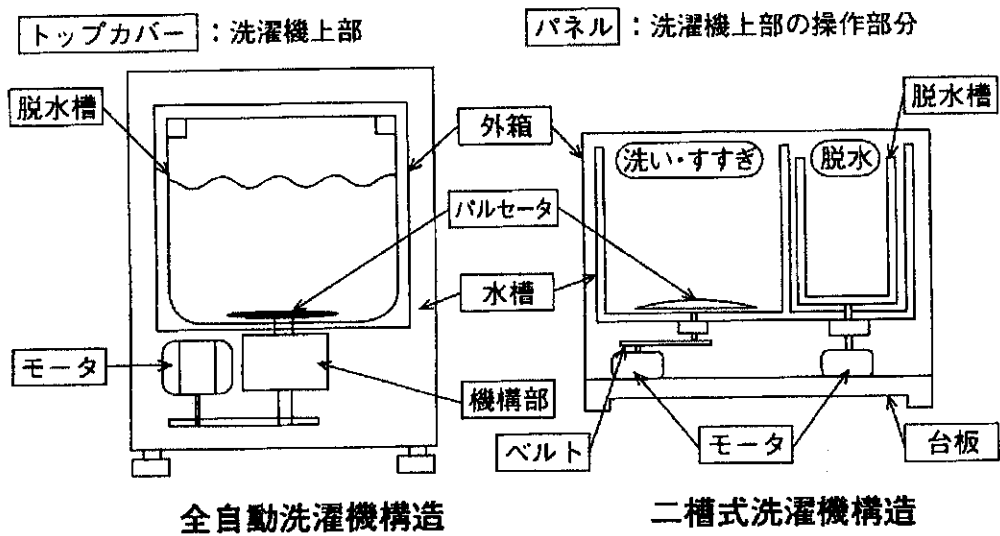 トップカバー：洗濯機上部
パネル：洗濯機上部の操作部分
脱水槽
外箱
脱水槽
洗い・すすぎ
脱水
パルセータ
水槽
モータ
機構部
ベルト
モータ
台板
全自動洗濯機構造
二槽式洗濯機構造